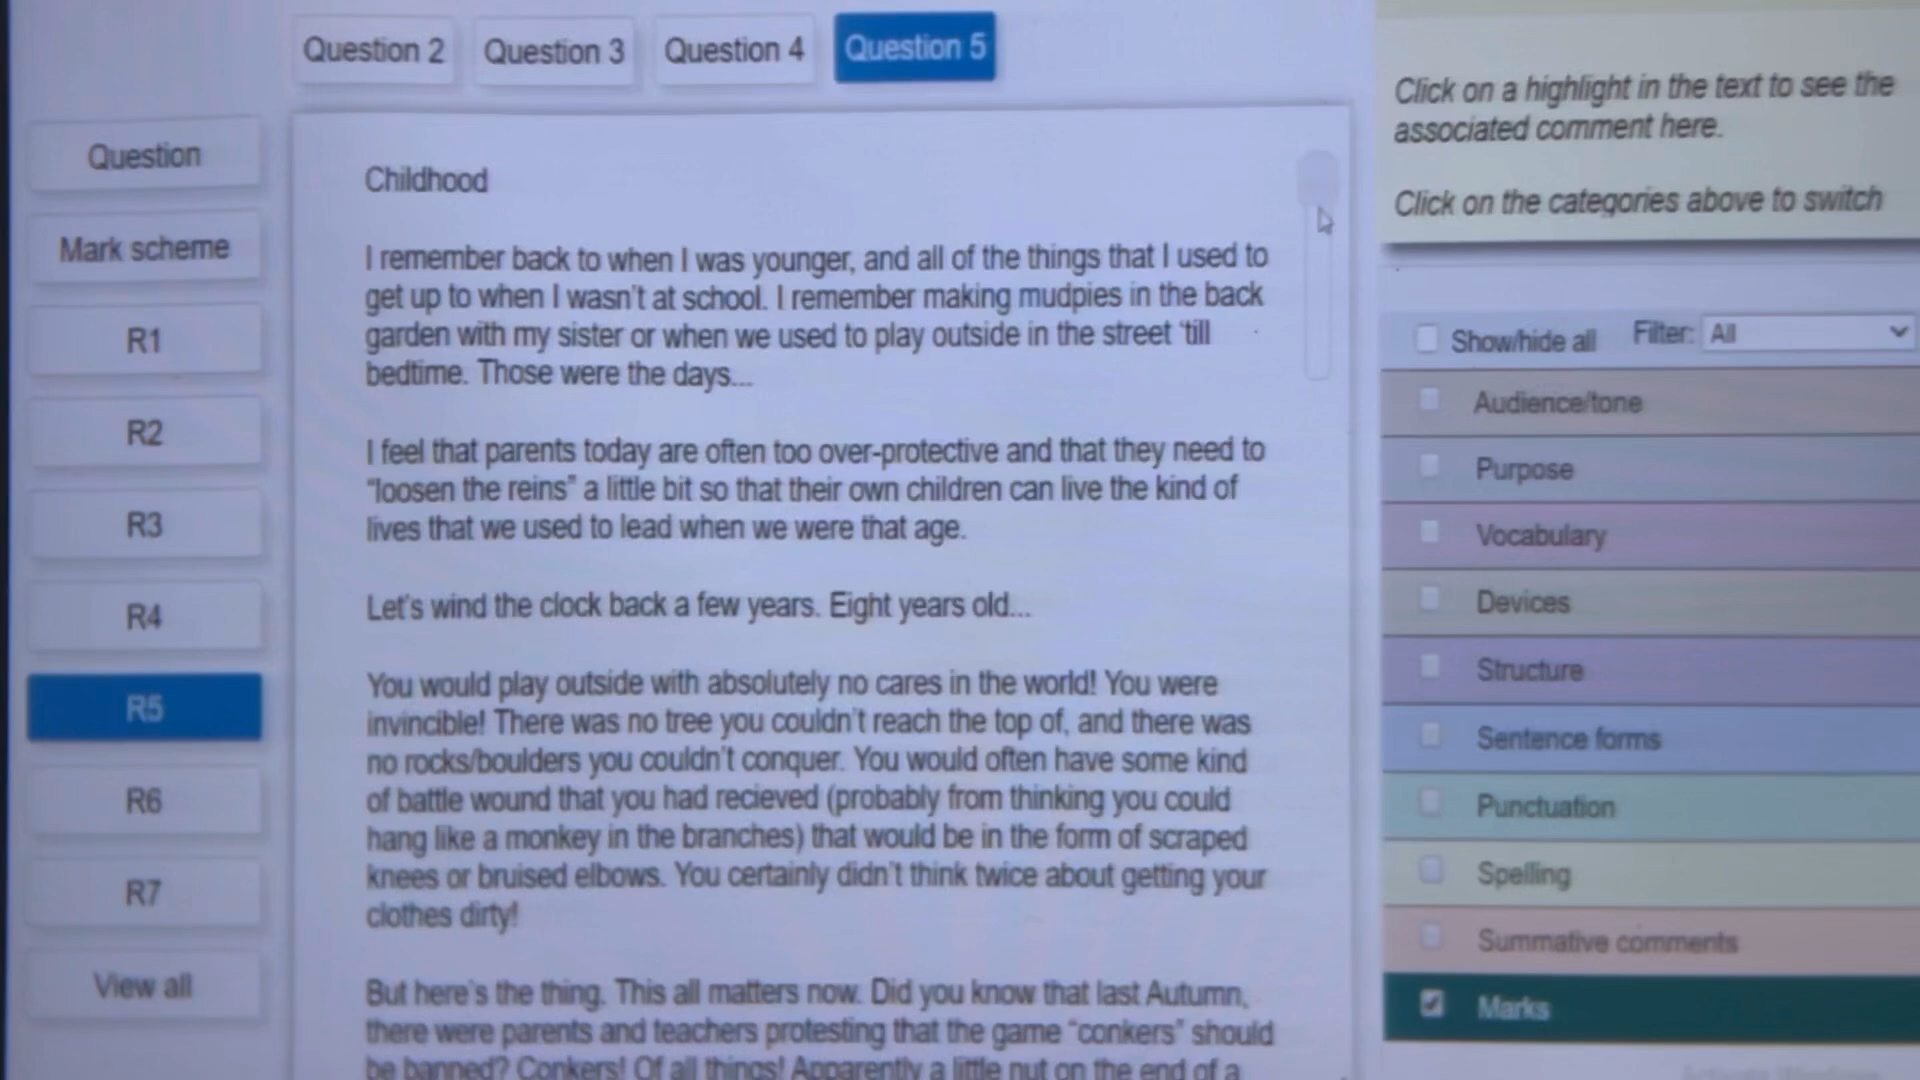 Question 2
Question 3
Question 4
Question 5
Question
Mark scheme
R1
R2
R3
R4
R5
R6
R7
View all
Childhood
I remember back to when I was younger, and all of the things that I used to
get up to when I wasn't at school. I remember making mudpies in the back
garden with my sister or when we used to play outside in the street 'till
bedtime. Those were the days...
I feel that parents today are often too over-protective and that they need to
"loosen the reins" a little bit so that their own children can live the kind of
lives that we used to lead when we were that age.
Let's wind the clock back a few years. Eight years old...
You would play outside with absolutely no cares in the world! You were
invincible! There was no tree you couldn't reach the top of, and there was
no rocks/boulders you couldn't conquer. You would often have some kind
of battle wound that you had recieved (probably from thinking you could
hang like a monkey in the branches) that would be in the form of scraped
knees or bruised elbows. You certainly didn't think twice about getting your
clothes dirty!
But here's the thing. This all matters now. Did you know that last Autumn,
there were parents and teachers protesting that the game "conkers" should
be banned? Conkers! Of all things! Apparently a little nut on the end of a
Click on a highlight in the text to see the
associated comment here.
Click on the categories above to switch
Show/hide all
Filter: All
Audience/tone
Purpose
Vocabulary
Devices
Structure
Sentence forms
Punctuation
Spelling
Summative comments
Marks